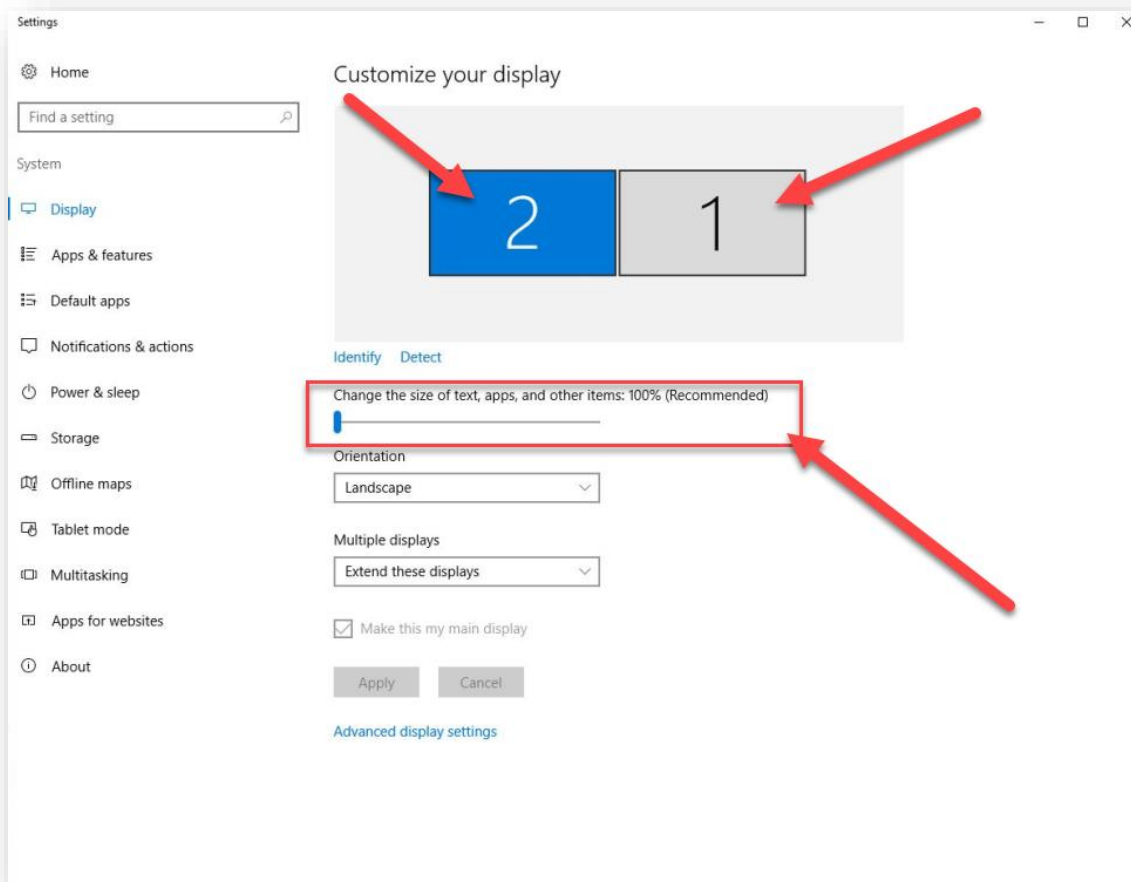 Settings
Home
Find a setting
System
Display
Apps & features
Default apps
Notifications & actions
Power & sleep
Storage
Offline maps
Tablet mode
Multitasking
Apps for websites
About
Customize your display
2 1
Identify Detect
Change the size of text, apps, and other items: 100% (Recommended)
Orientation
Landscape
Multiple displays
Extend these displays
Make this my main display
Apply Cancel
Advanced display settings